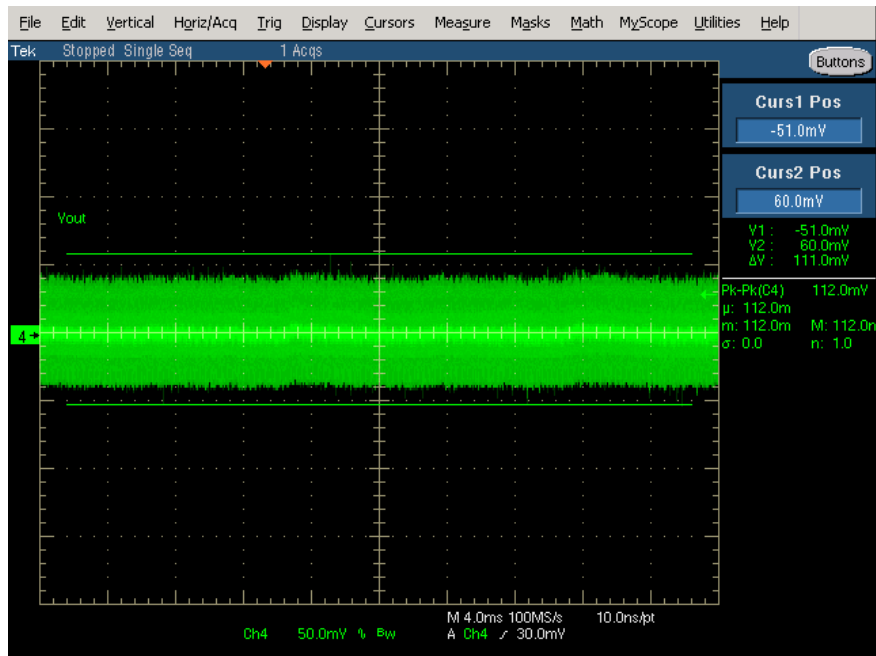 File Edit Vertical Horiz/Acq Trig Display Cursors Measure Masks Math MyScope Utilities Help
Tek Stopped Single Seq 1 Acqs
Buttons
Curs1 Pos
-51.0mV
Curs2 Pos
60.0mV
Vout
V1: -51.0mV
V2: 60.0mV
ΔV: 111.0mV
Pk-Pk(C4) 112.0mV
µ: 112.0m
m: 112.0m M: 112.0m
σ: 0.0 n: 1.0
4
M 4.0ms 100MS/s 10.0ns/pt
Ch4 50.0mV ∿ Bw A Ch4 ⁄ 30.0mV